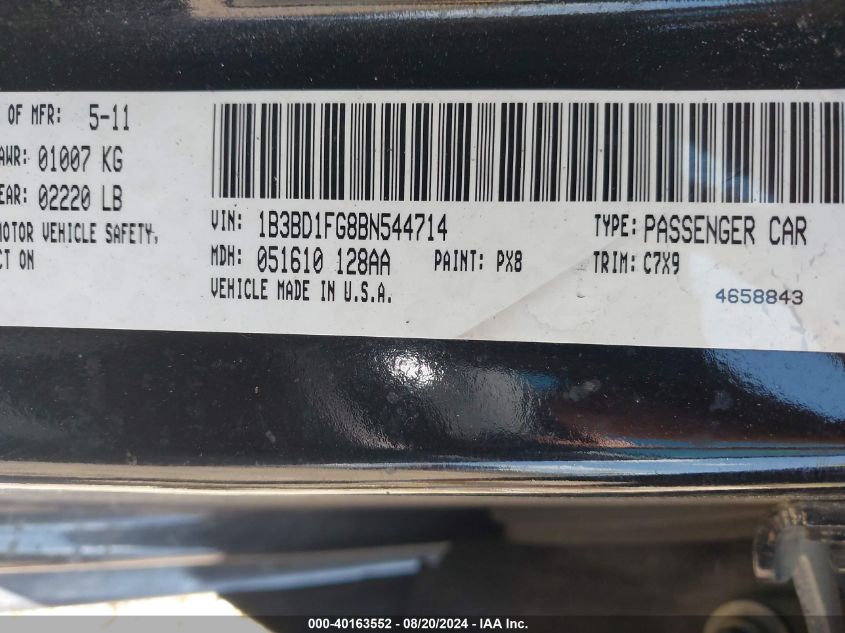 OF MFR: 5-11
AWR: 01007 KG
EAR: 02220 LB
MOTOR VEHICLE SAFETY,
CT ON
VIN: 1B3BD1FG8BN544714 TYPE: PASSENGER CAR
MDH: 051610 128AA PAINT: PX8 TRIM: C7X9
VEHICLE MADE IN U.S.A. 4658843
000-40163552 - 08/20/2024 - IAA Inc.